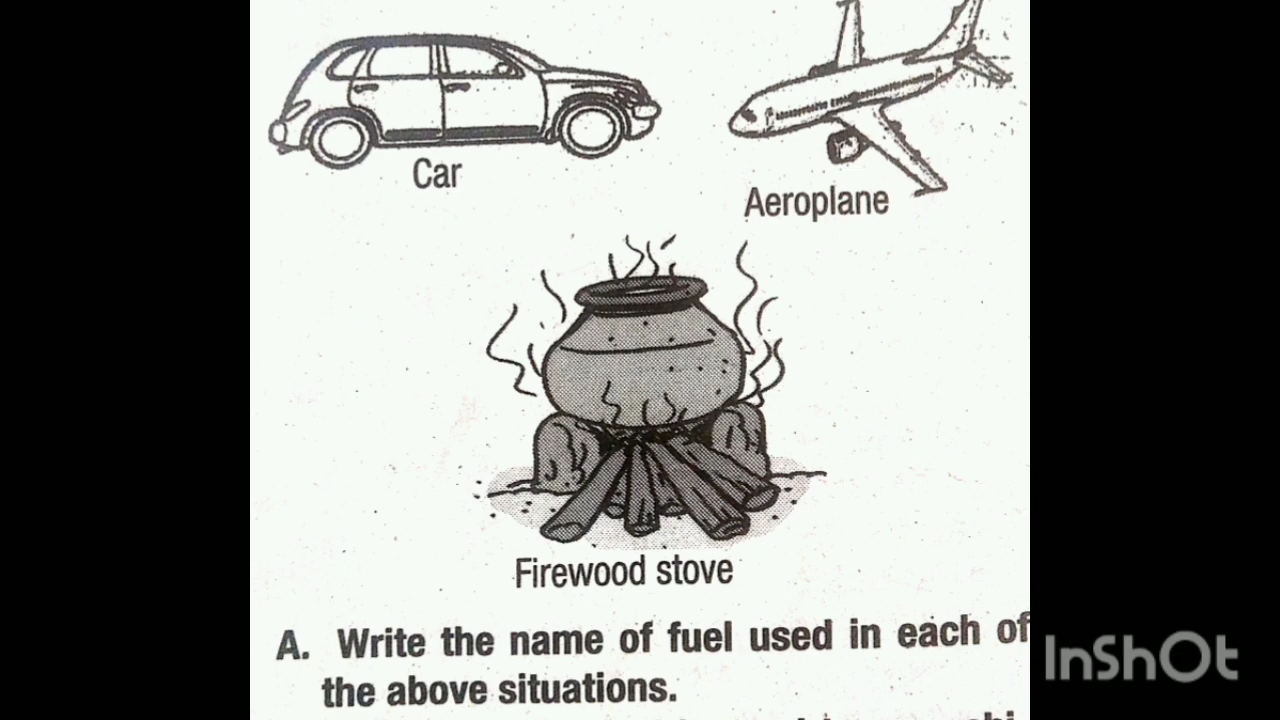 Car
Aeroplane
Firewood stove
A. Write the name of fuel used in each of
the above situations.
InShOt